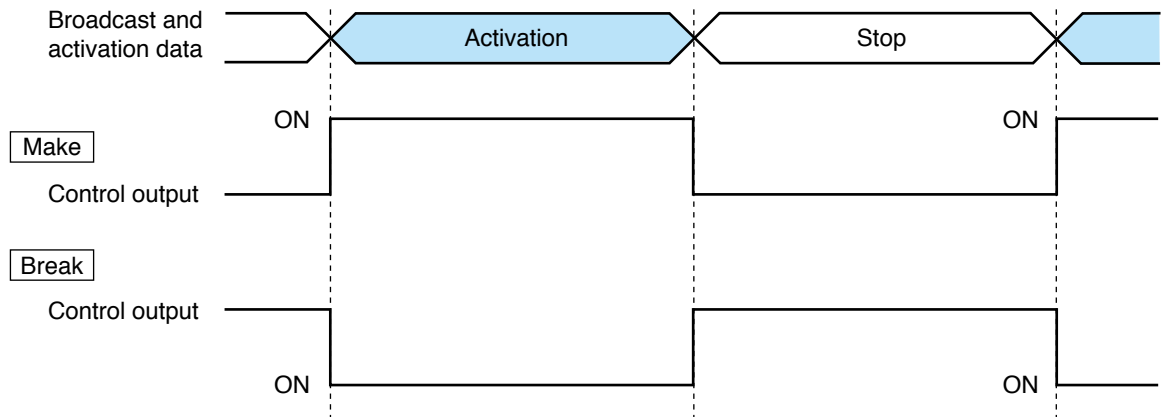 Broadcast and
activation data
Activation
Stop
ON
ON
Make
Control output
Break
Control output
ON
ON